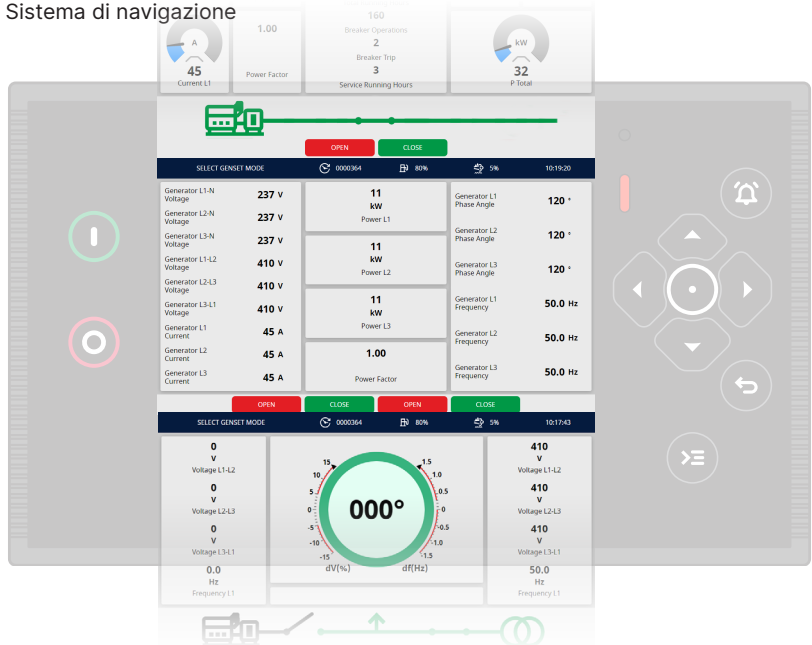 Sistema di navigazione
160
Breaker Operations
2
Breaker Trip
3
Service Running Hours
A
45
Current L1
1.00
Power Factor
kW
32
P Total
OPEN CLOSE
SELECT GENSET MODE 0000364 80% 5% 10:19:20
Generator L1-N Voltage 237 V
Generator L2-N Voltage 237 V
Generator L3-N Voltage 237 V
Generator L1-L2 Voltage 410 V
Generator L2-L3 Voltage 410 V
Generator L3-L1 Voltage 410 V
Generator L1 Current 45 A
Generator L2 Current 45 A
Generator L3 Current 45 A
11
kW
Power L1
11
kW
Power L2
11
kW
Power L3
1.00
Power Factor
Generator L1 Phase Angle 120 °
Generator L2 Phase Angle 120 °
Generator L3 Phase Angle 120 °
Generator L1 Frequency 50.0 Hz
Generator L2 Frequency 50.0 Hz
Generator L3 Frequency 50.0 Hz
OPEN CLOSE OPEN CLOSE
SELECT GENSET MODE 0000364 80% 5% 10:17:43
0
V
Voltage L1-L2
0
V
Voltage L2-L3
0
V
Voltage L3-L1
0.0
Hz
Frequency L1
15
10
5
0
-5
-10
-15
dV(%)
000°
1.5
1.0
0.5
0
-0.5
-1.0
-1.5
df(Hz)
410
V
Voltage L1-L2
410
V
Voltage L2-L3
410
V
Voltage L3-L1
50.0
Hz
Frequency L1